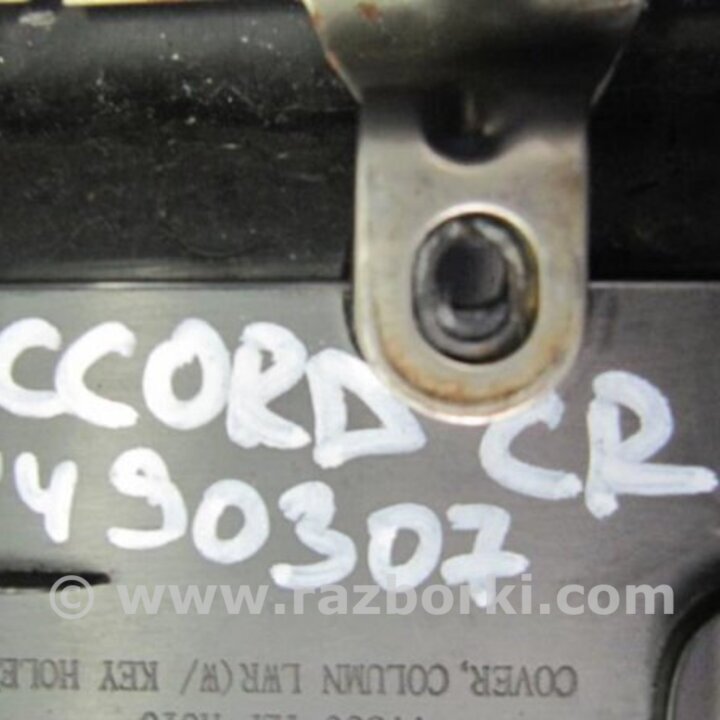 CCORD CR
490307
© www.razborki.com
COVER, COLUMN LWR(W/ KEY HOLE